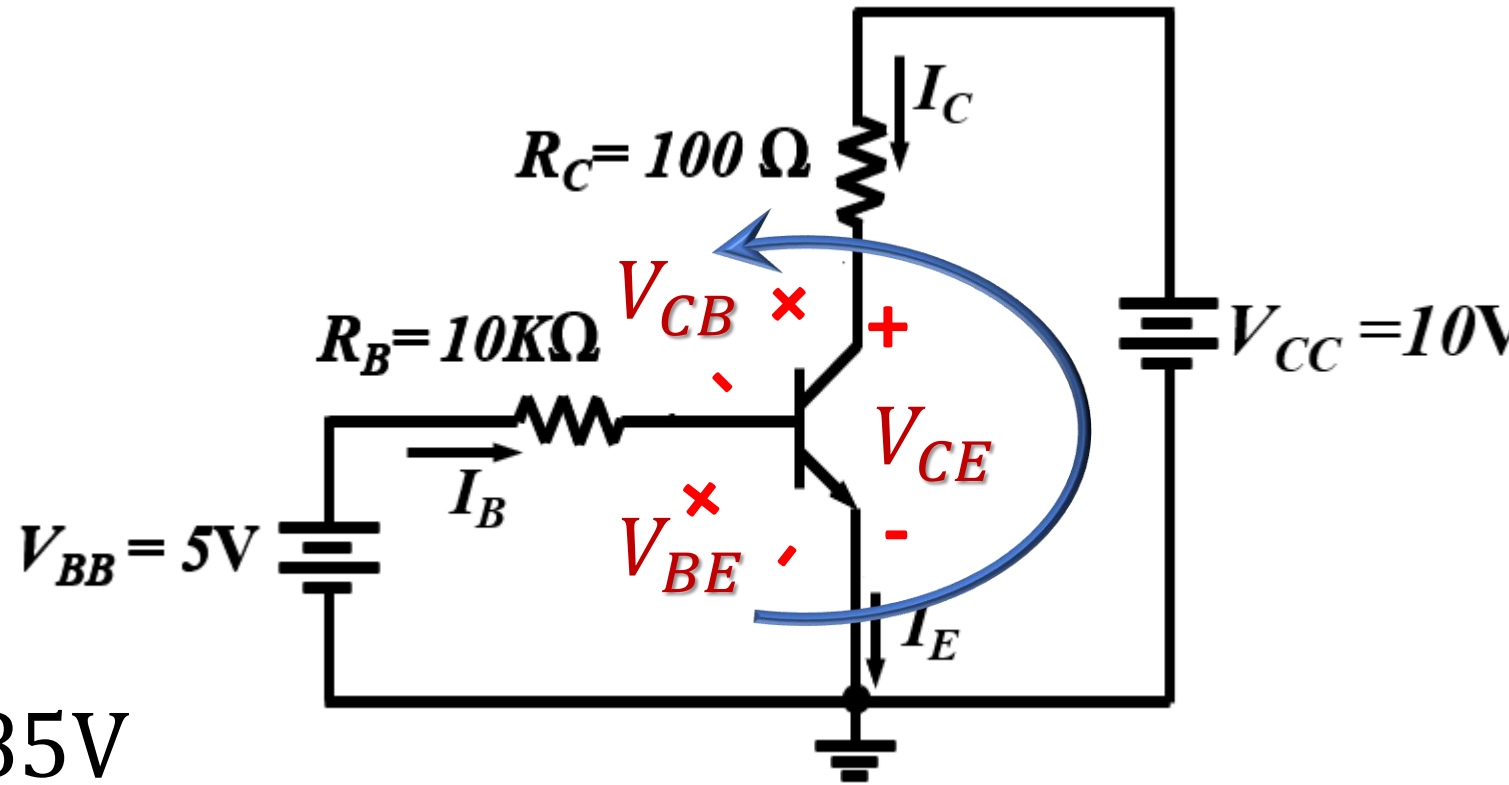 I_C
R_C= 100 Ω
V_CB
+
R_B= 10KΩ
-
V_CC =10V
V_CE
I_B
+
V_BB = 5V
V_BE
-
-
I_E
35V